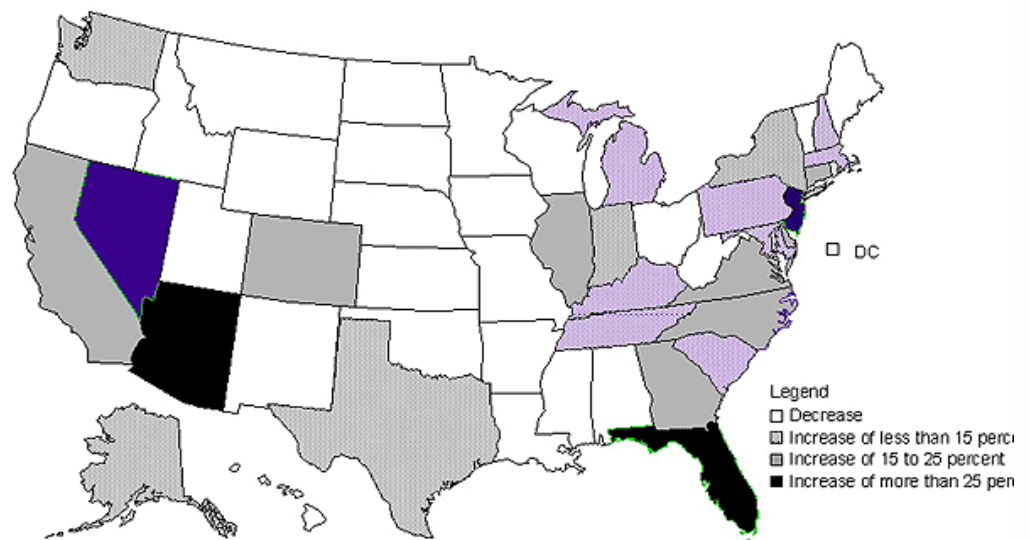 DC
Legend
Decrease
Increase of less than 15 perc
Increase of 15 to 25 percent
Increase of more than 25 per